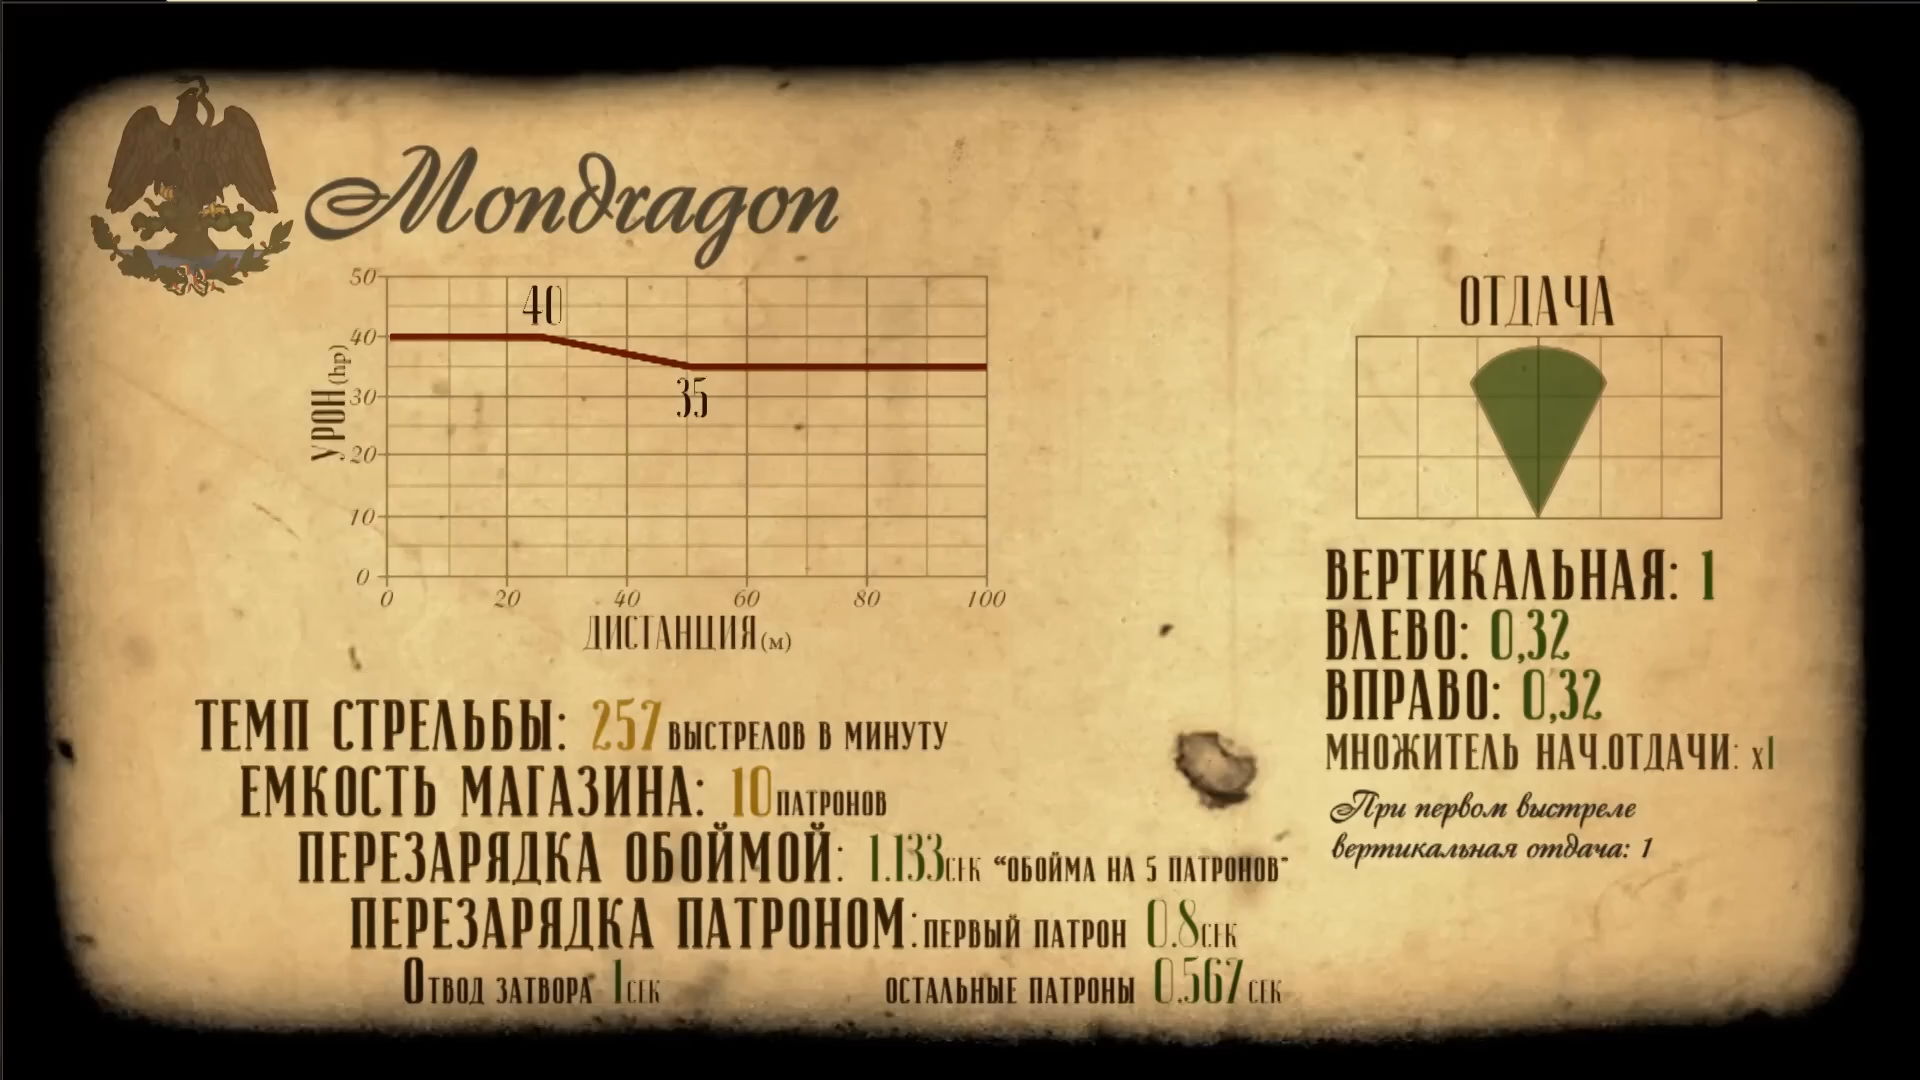 Mondragon
50
40
40
35
30
20
10
0
УРОН(hp)
0 20 40 60 80 100
ДИСТАНЦИЯ(м)
ОТДАЧА
ВЕРТИКАЛЬНАЯ: 1
ВЛЕВО: 0,32
ВПРАВО: 0,32
МНОЖИТЕЛЬ НАЧ.ОТДАЧИ: x1
При первом выстреле
вертикальная отдача: 1
ТЕМП СТРЕЛЬБЫ: 257 ВЫСТРЕЛОВ В МИНУТУ
ЕМКОСТЬ МАГАЗИНА: 10 ПАТРОНОВ
ПЕРЕЗАРЯДКА ОБОЙМОЙ: 1.133 СЕК “ОБОЙМА НА 5 ПАТРОНОВ”
ПЕРЕЗАРЯДКА ПАТРОНОМ: ПЕРВЫЙ ПАТРОН 0.8 СЕК
ОТВОД ЗАТВОРА 1 СЕК ОСТАЛЬНЫЕ ПАТРОНЫ 0.567 СЕК